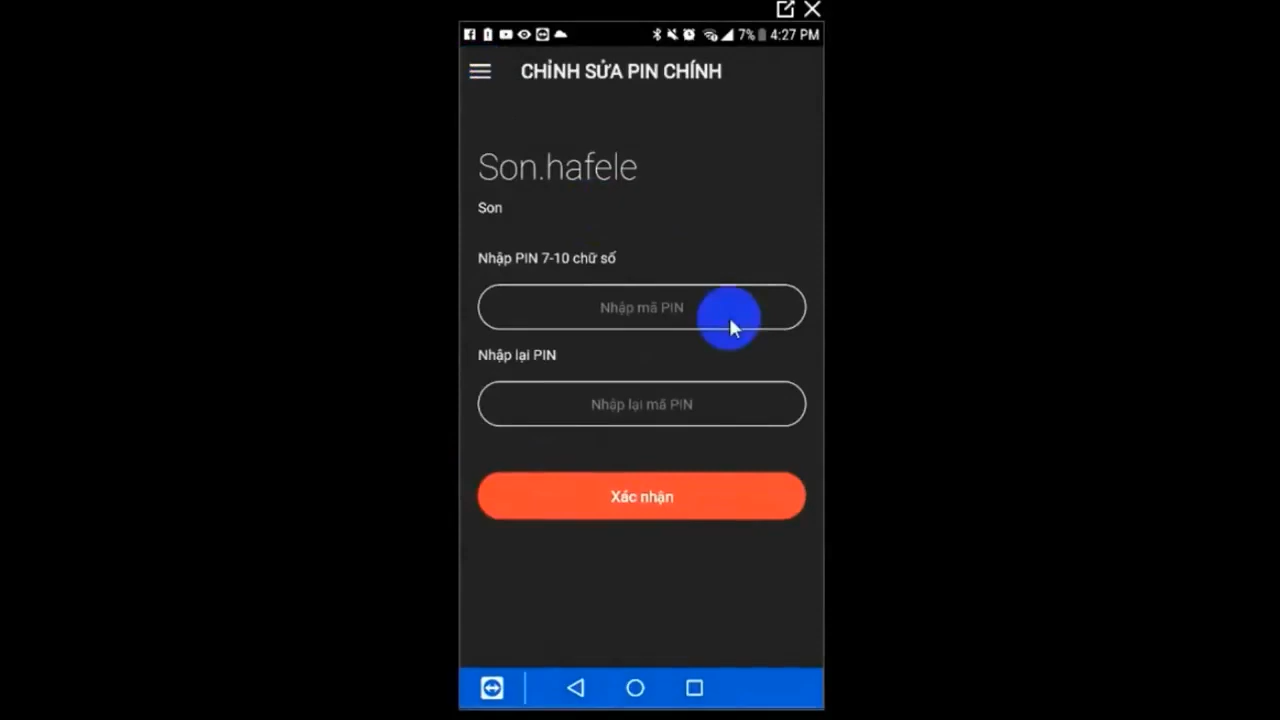 7% 4:27 PM
CHỈNH SỬA PIN CHÍNH
Son.hafele
Son
Nhập PIN 7-10 chữ số
Nhập mã PIN
Nhập lại PIN
Nhập lại mã PIN
Xác nhận